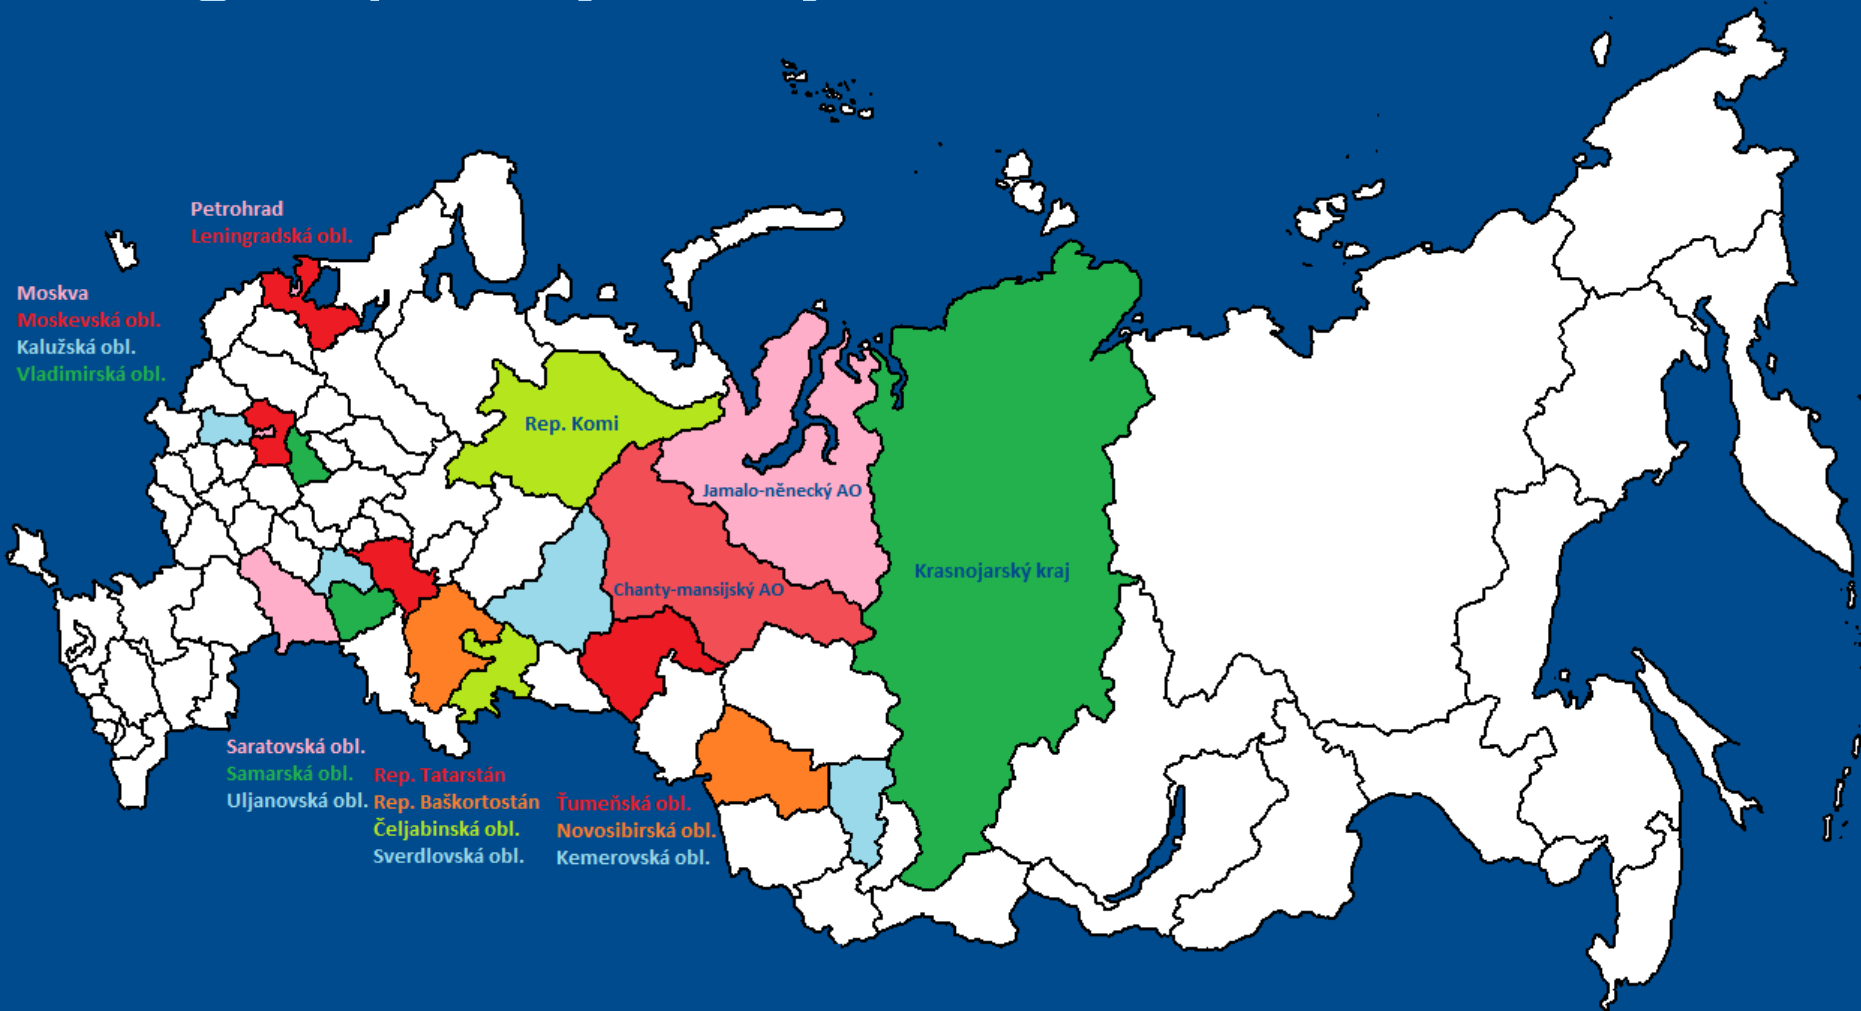 Petrohrad
Leningradská obl.
Moskva
Moskevská obl.
Kalužská obl.
Vladimirská obl.
Rep. Komi
Jamalo-něnecký AO
Chanty-mansijský AO
Krasnojarský kraj
Saratovská obl.
Samarská obl.
Uljanovská obl.
Rep. Tatarstán
Rep. Baškortostán
Čeljabinská obl.
Sverdlovská obl.
Ťumeňská obl.
Novosibirská obl.
Kemerovská obl.